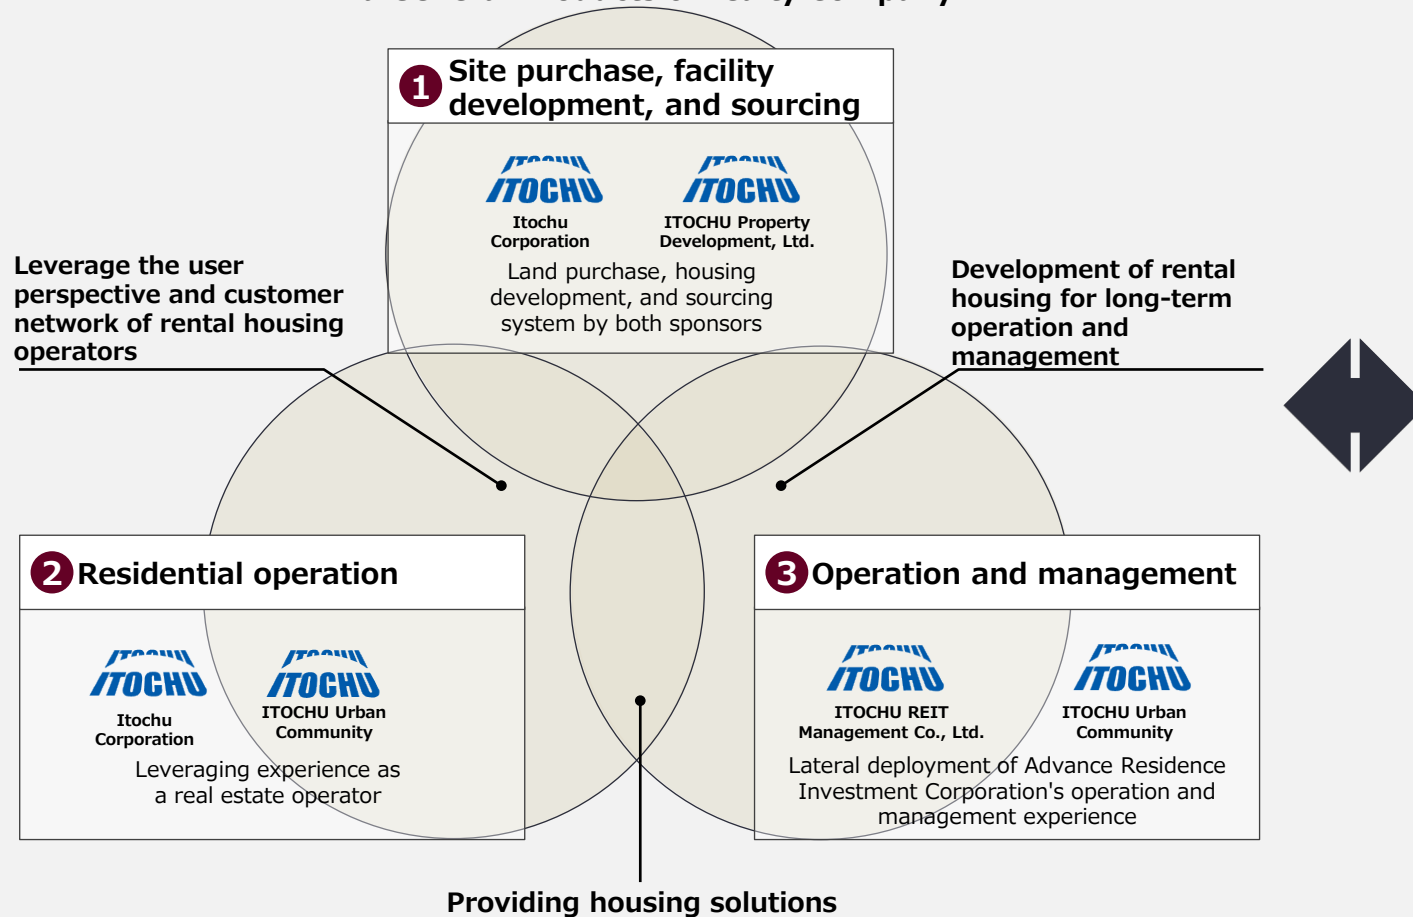 1
Site purchase, facility
development, and sourcing
ITOCHU
ITOCHU
Itochu
Corporation
ITOCHU Property
Development, Ltd.
Land purchase, housing
development, and sourcing
system by both sponsors
Leverage the user
perspective and customer
network of rental housing
operators
Development of rental
housing for long-term
operation and
management
2 Residential operation
ITOCHU
ITOCHU
Itochu
Corporation
ITOCHU Urban
Community
Leveraging experience as
a real estate operator
3 Operation and management
ITOCHU
ITOCHU
ITOCHU REIT
Management Co., Ltd.
ITOCHU Urban
Community
Lateral deployment of Advance Residence
Investment Corporation's operation and
management experience
Providing housing solutions